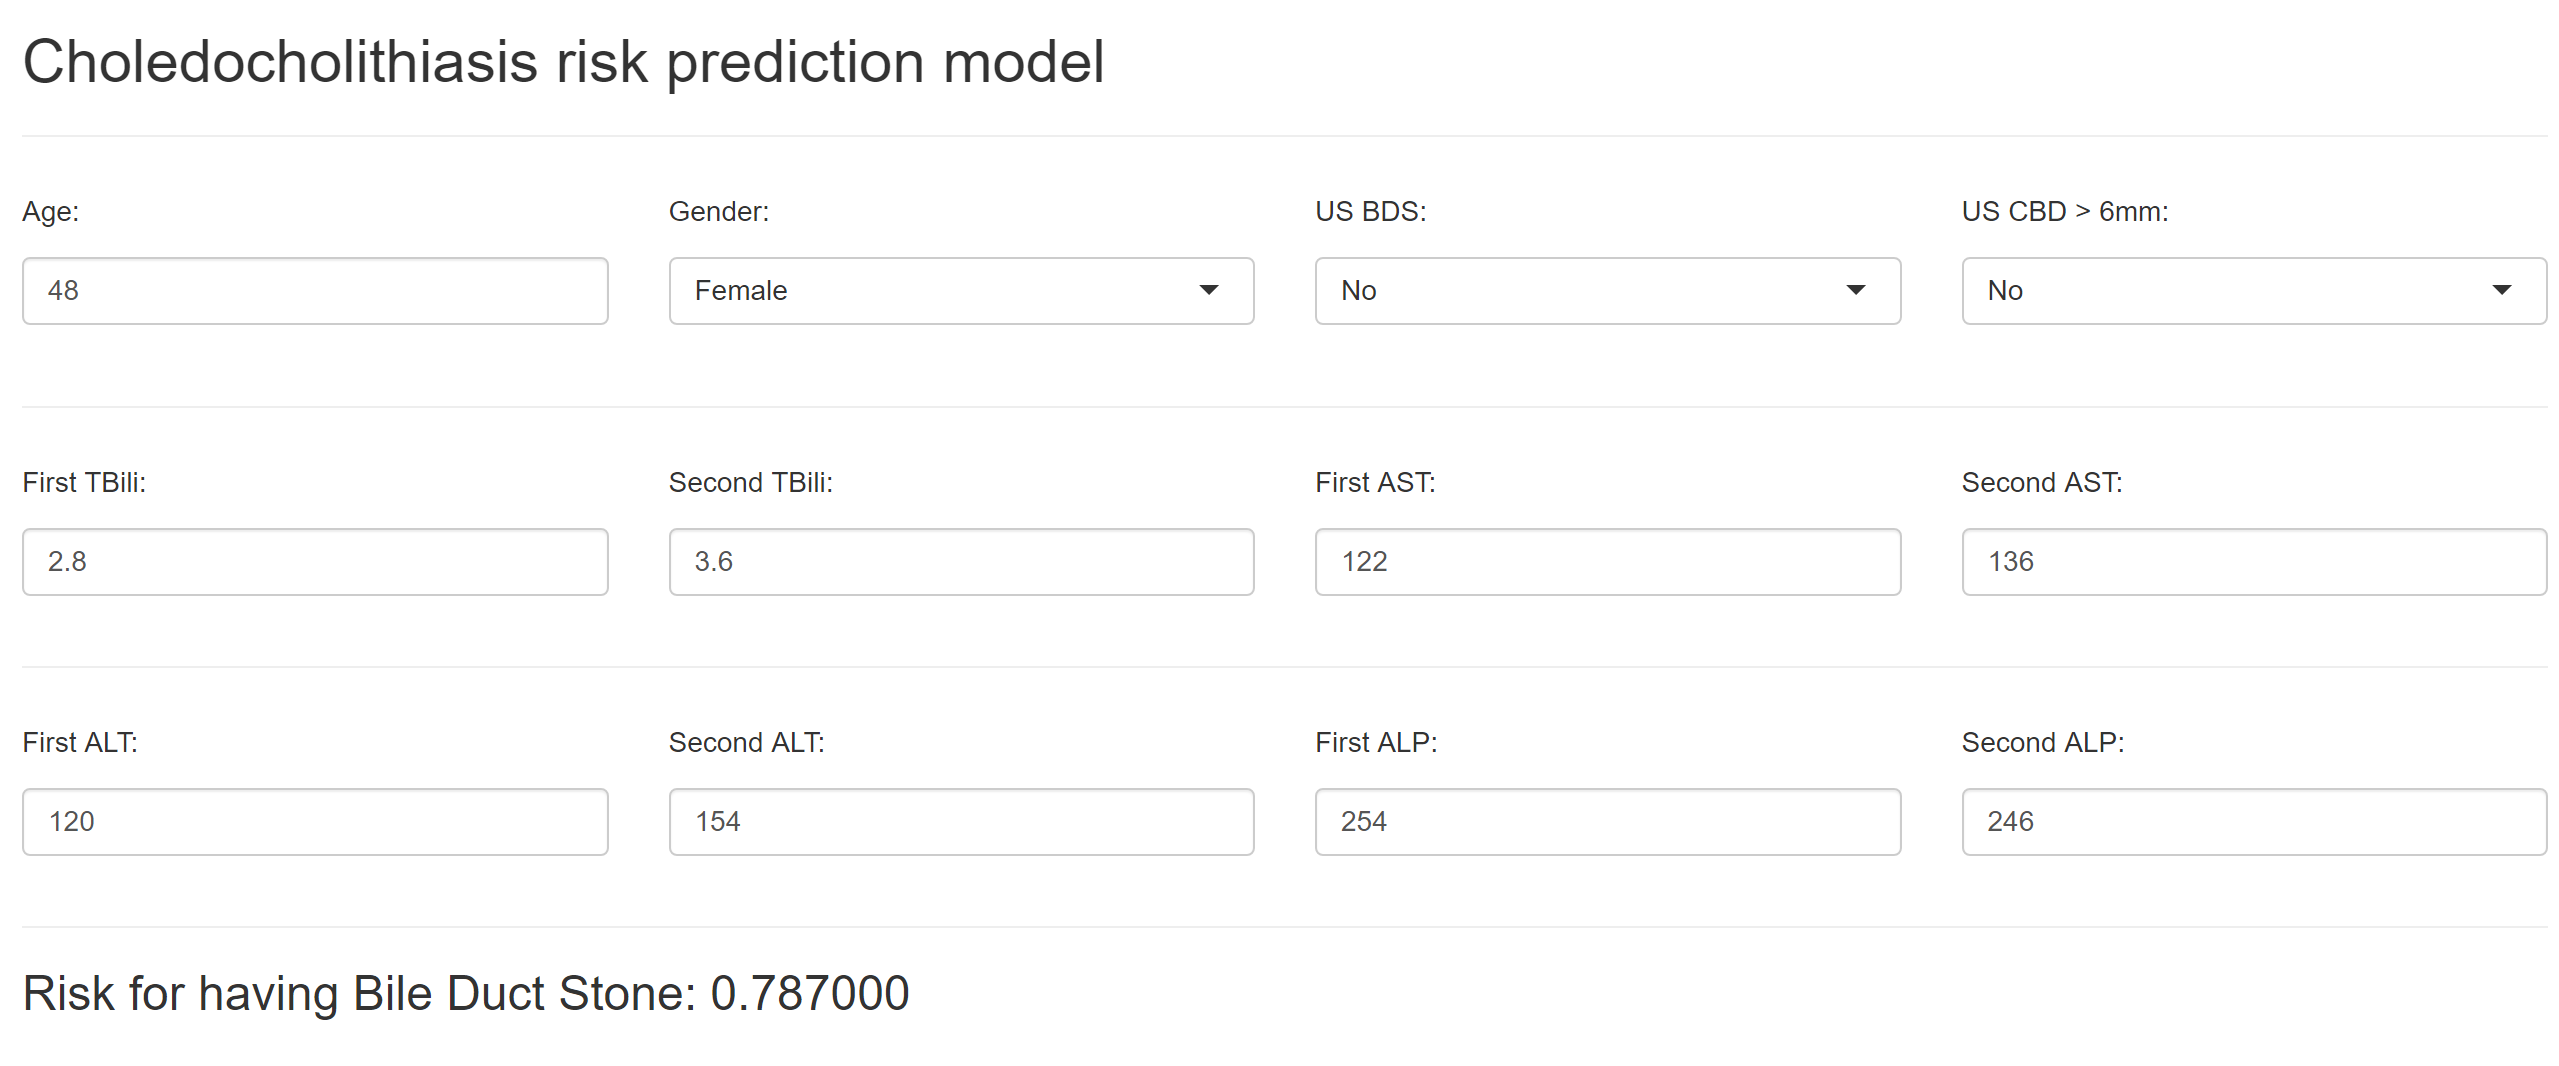 Choledocholithiasis risk prediction model
Age: Gender: US BDS: US CBD > 6mm:
48 Female No No
First TBili: Second TBili: First AST: Second AST:
2.8 3.6 122 136
First ALT: Second ALT: First ALP: Second ALP:
120 154 254 246
Risk for having Bile Duct Stone: 0.787000